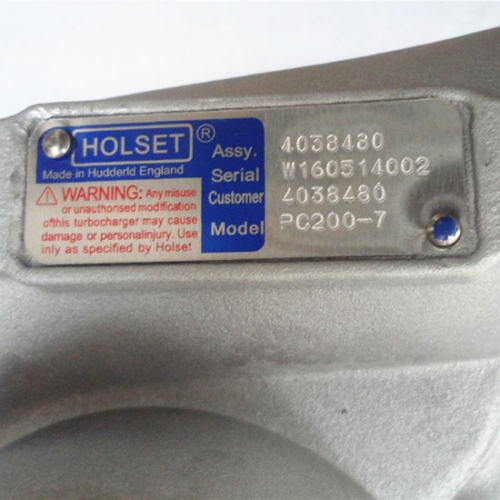 HOLSET ®
Made in Hudderld England
WARNING: Any misuse
or unauthorised modification
ofthis turbocharger may cause
damage or personalinjury. Use
inly as specified by Holset
Assy. 4038480
Serial W160514002
Customer 4038480
Model PC200-7